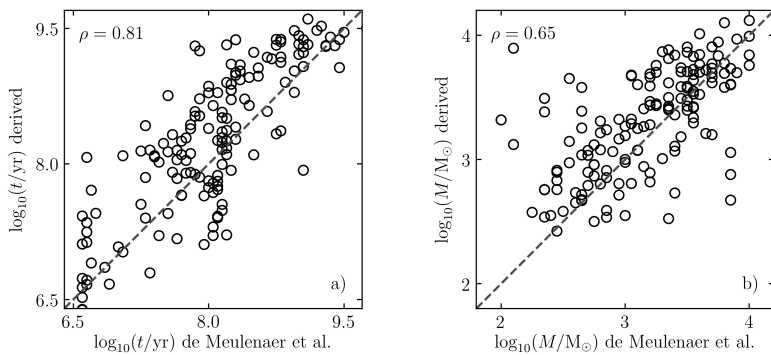 ρ = 0.81
9.5
8.0
6.5
log₁₀(t/yr) derived
a)
6.5 8.0 9.5
log₁₀(t/yr) de Meulenaer et al.
ρ = 0.65
4
3
2
log₁₀(M/M⊙) derived
b)
2 3 4
log₁₀(M/M⊙) de Meulenaer et al.